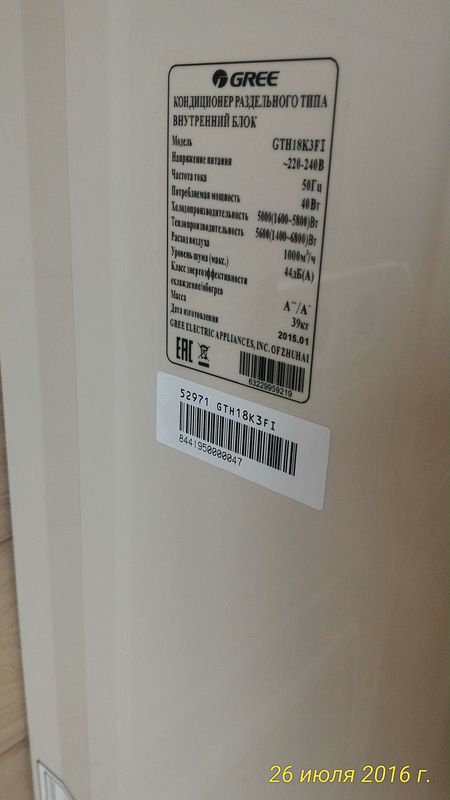 GREE
КОНДИЦИОНЕР РАЗДЕЛЬНОГО ТИПА
ВНУТРЕННИЙ БЛОК
Модель GTH18K3FI
Напряжение питания ~220-240В
Частота тока 50Гц
Потребляемая мощность 40Вт
Холодопроизводительность 5000(1600~5800)Вт
Теплопроизводительность 5600(1400~6800)Вт
Расход воздуха 1000м³/ч
Уровень шума (макс.) 44дБ(А)
Класс энергоэффективности
охлаждение/обогрев A⁺⁺/A⁺
Масса 39кг
Дата изготовления 2015.01
GREE ELECTRIC APPLIANCES, INC. OF ZHUHAI
EAC
63229959219
52971 GTH18K3FI
8441950000047
26 июля 2016 г.